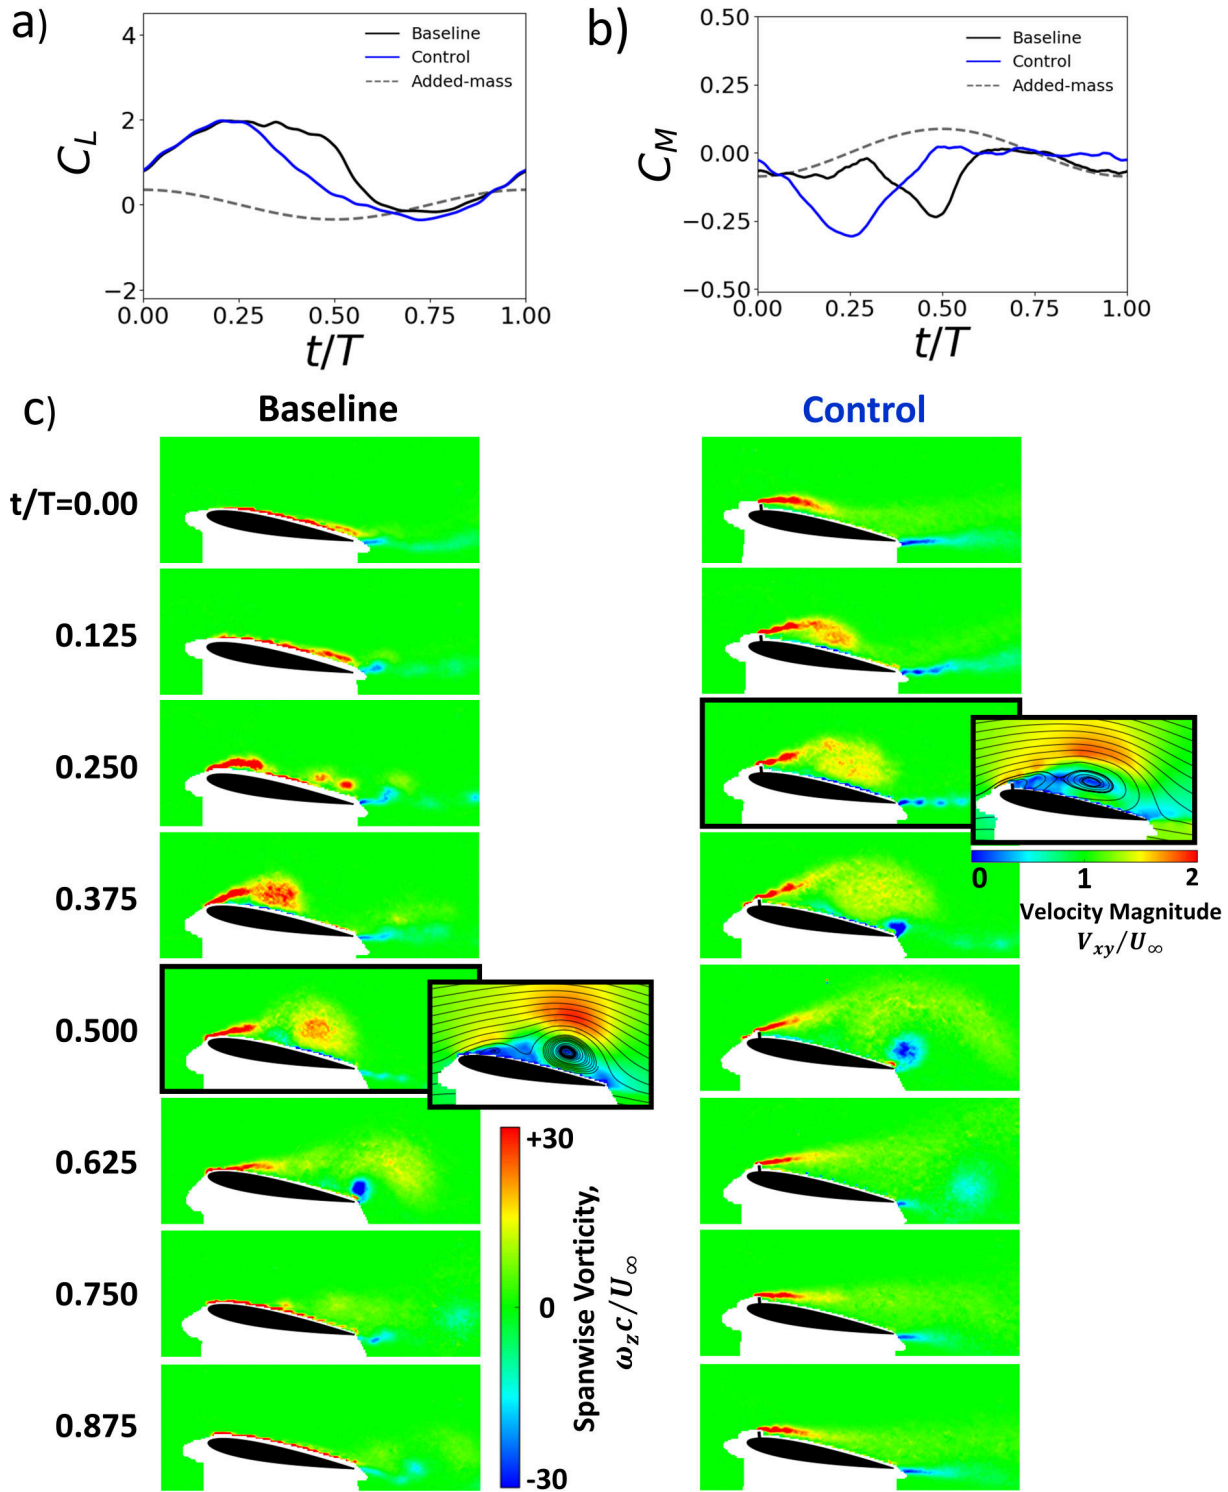 a)
4
2
0
−2
C_L
0.00 0.25 0.50 0.75 1.00
t/T
Baseline
Control
Added-mass
b)
0.50
0.25
0.00
−0.25
−0.50
C_M
0.00 0.25 0.50 0.75 1.00
t/T
Baseline
Control
Added-mass
c)
Baseline
Control
t/T=0.00
0.125
0.250
0.375
0.500
0.625
0.750
0.875
0 1 2
Velocity Magnitude
V_xy/U_∞
+30
0
-30
Spanwise Vorticity,
ω_z c/U_∞